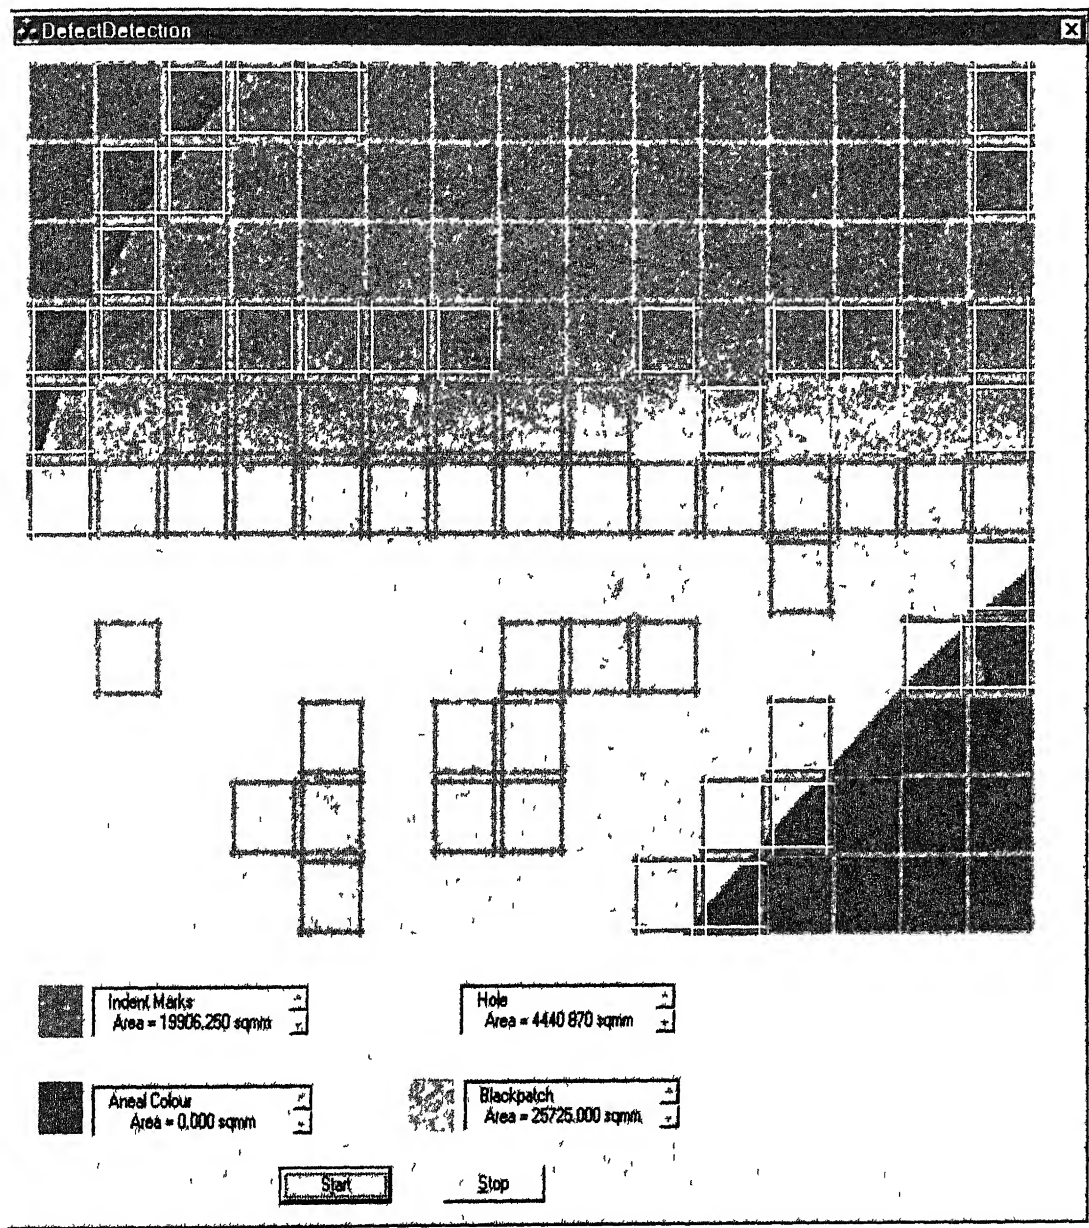 DefectDetection
Indent Marks
Area = 19906.250 sqmm
Hole
Area = 4440 870 sqmm
Aneal Colour
Area = 0.000 sqmm
Blackpatch
Area = 25725.000 sqmm
Start
Stop